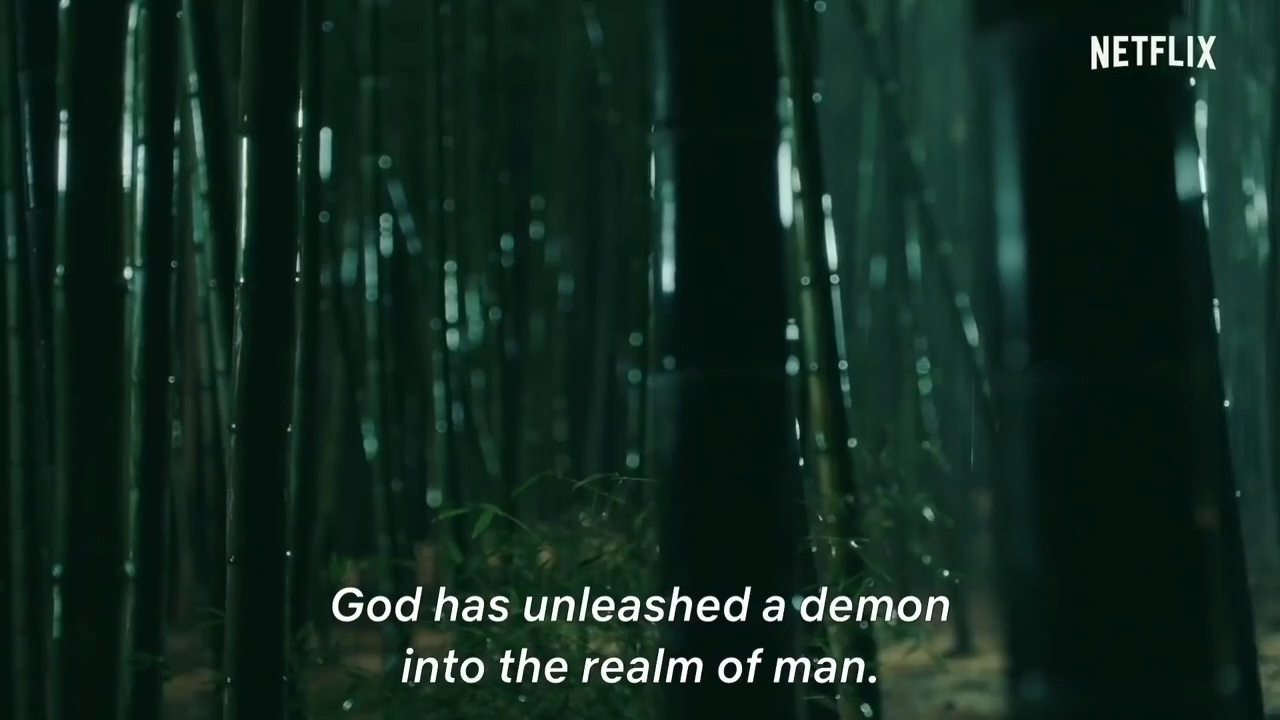 NETFLIX
God has unleashed a demon
into the realm of man.